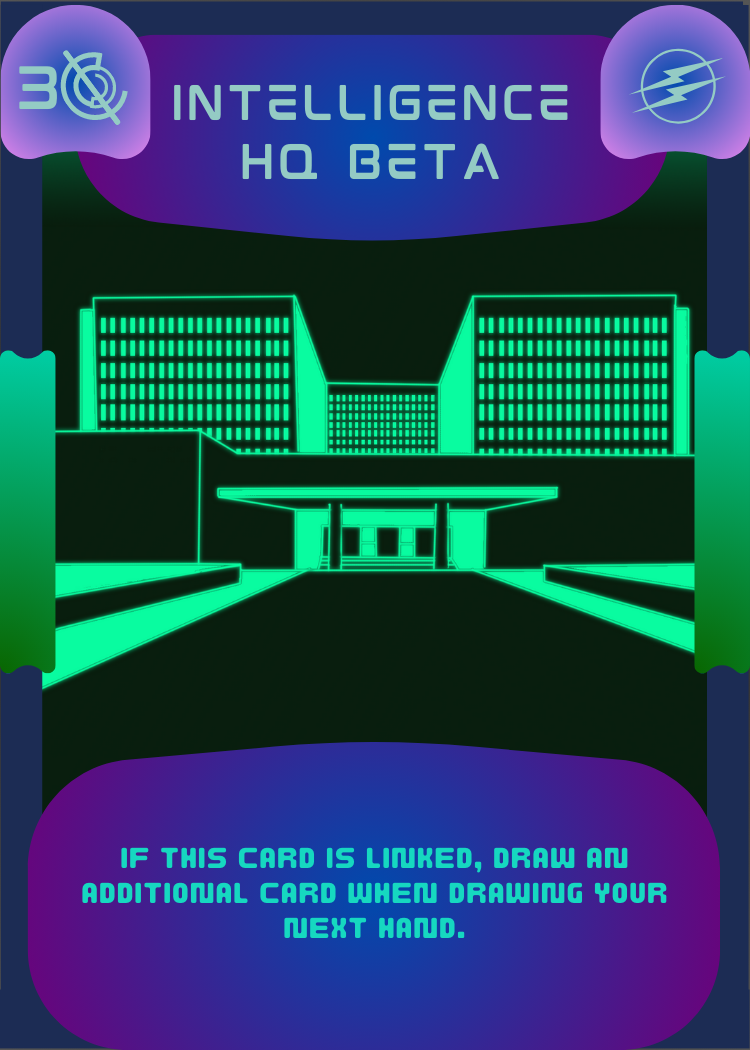 3
INTELLIGENCE
HQ BETA
IF THIS CARD IS LINKED, DRAW AN
ADDITIONAL CARD WHEN DRAWING YOUR
NEXT HAND.